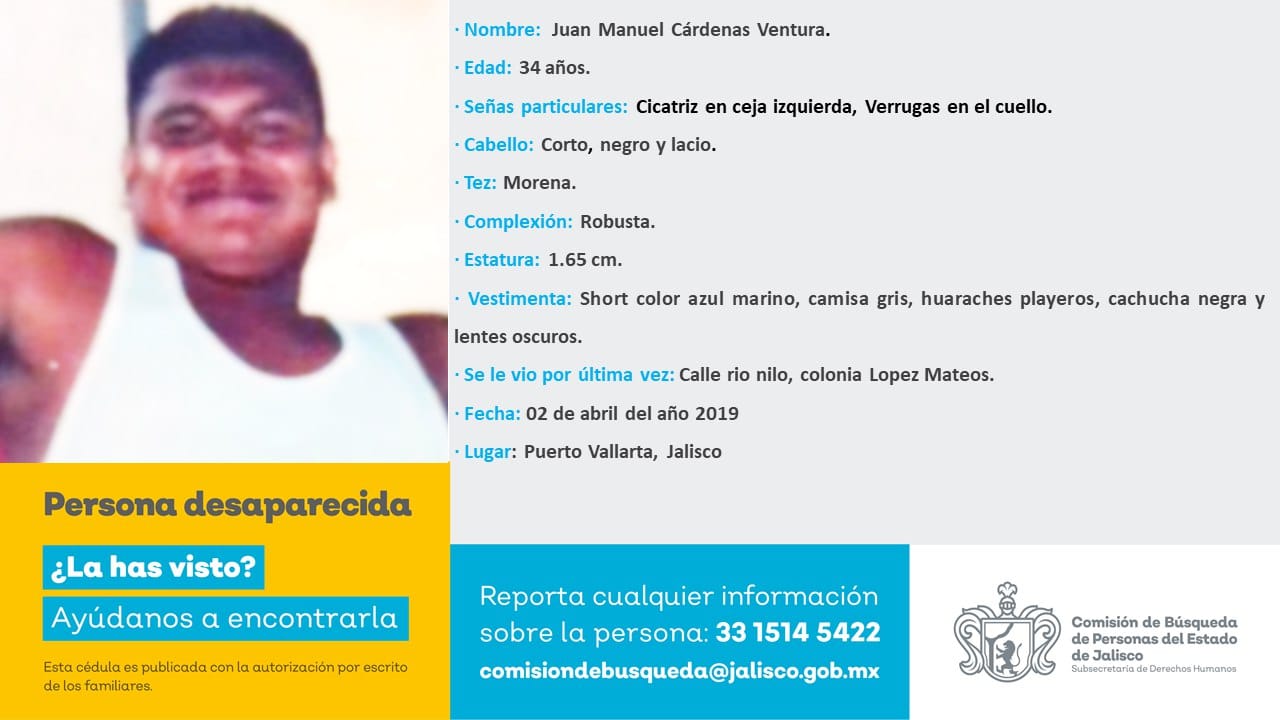 · Nombre: Juan Manuel Cárdenas Ventura.
· Edad: 34 años.
· Señas particulares: Cicatriz en ceja izquierda, Verrugas en el cuello.
· Cabello: Corto, negro y lacio.
· Tez: Morena.
· Complexión: Robusta.
· Estatura: 1.65 cm.
· Vestimenta: Short color azul marino, camisa gris, huaraches playeros, cachucha negra y
lentes oscuros.
· Se le vio por última vez: Calle rio nilo, colonia Lopez Mateos.
· Fecha: 02 de abril del año 2019
· Lugar: Puerto Vallarta, Jalisco
Persona desaparecida
¿La has visto?
Ayúdanos a encontrarla
Esta cédula es publicada con la autorización por escrito
de los familiares.
Reporta cualquier información
sobre la persona: 33 1514 5422
comisiondebusqueda@jalisco.gob.mx
Comisión de Búsqueda
de Personas del Estado
de Jalisco
Subsecretaría de Derechos Humanos